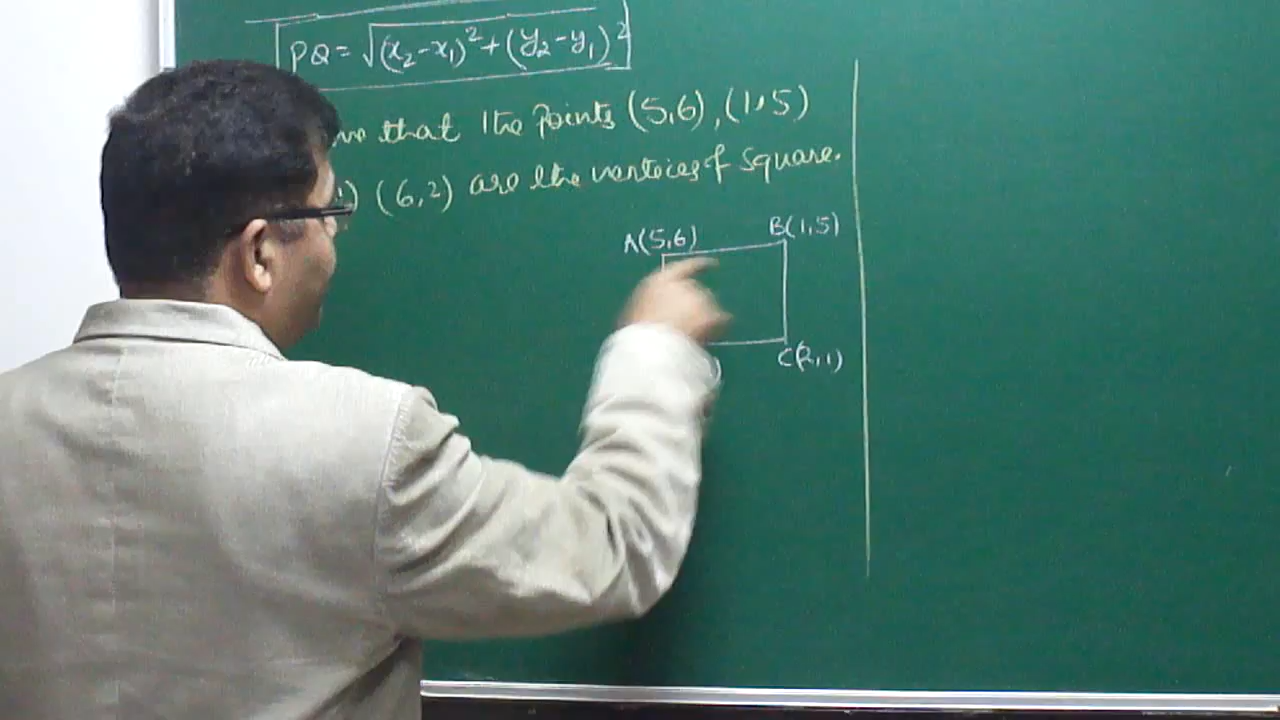 PQ = √(x₂-x₁)²+(y₂-y₁)²
that the points (5,6), (1,5)
(6,2) are the vertices of square.
A(5,6) B(1,5)
C(2,1)